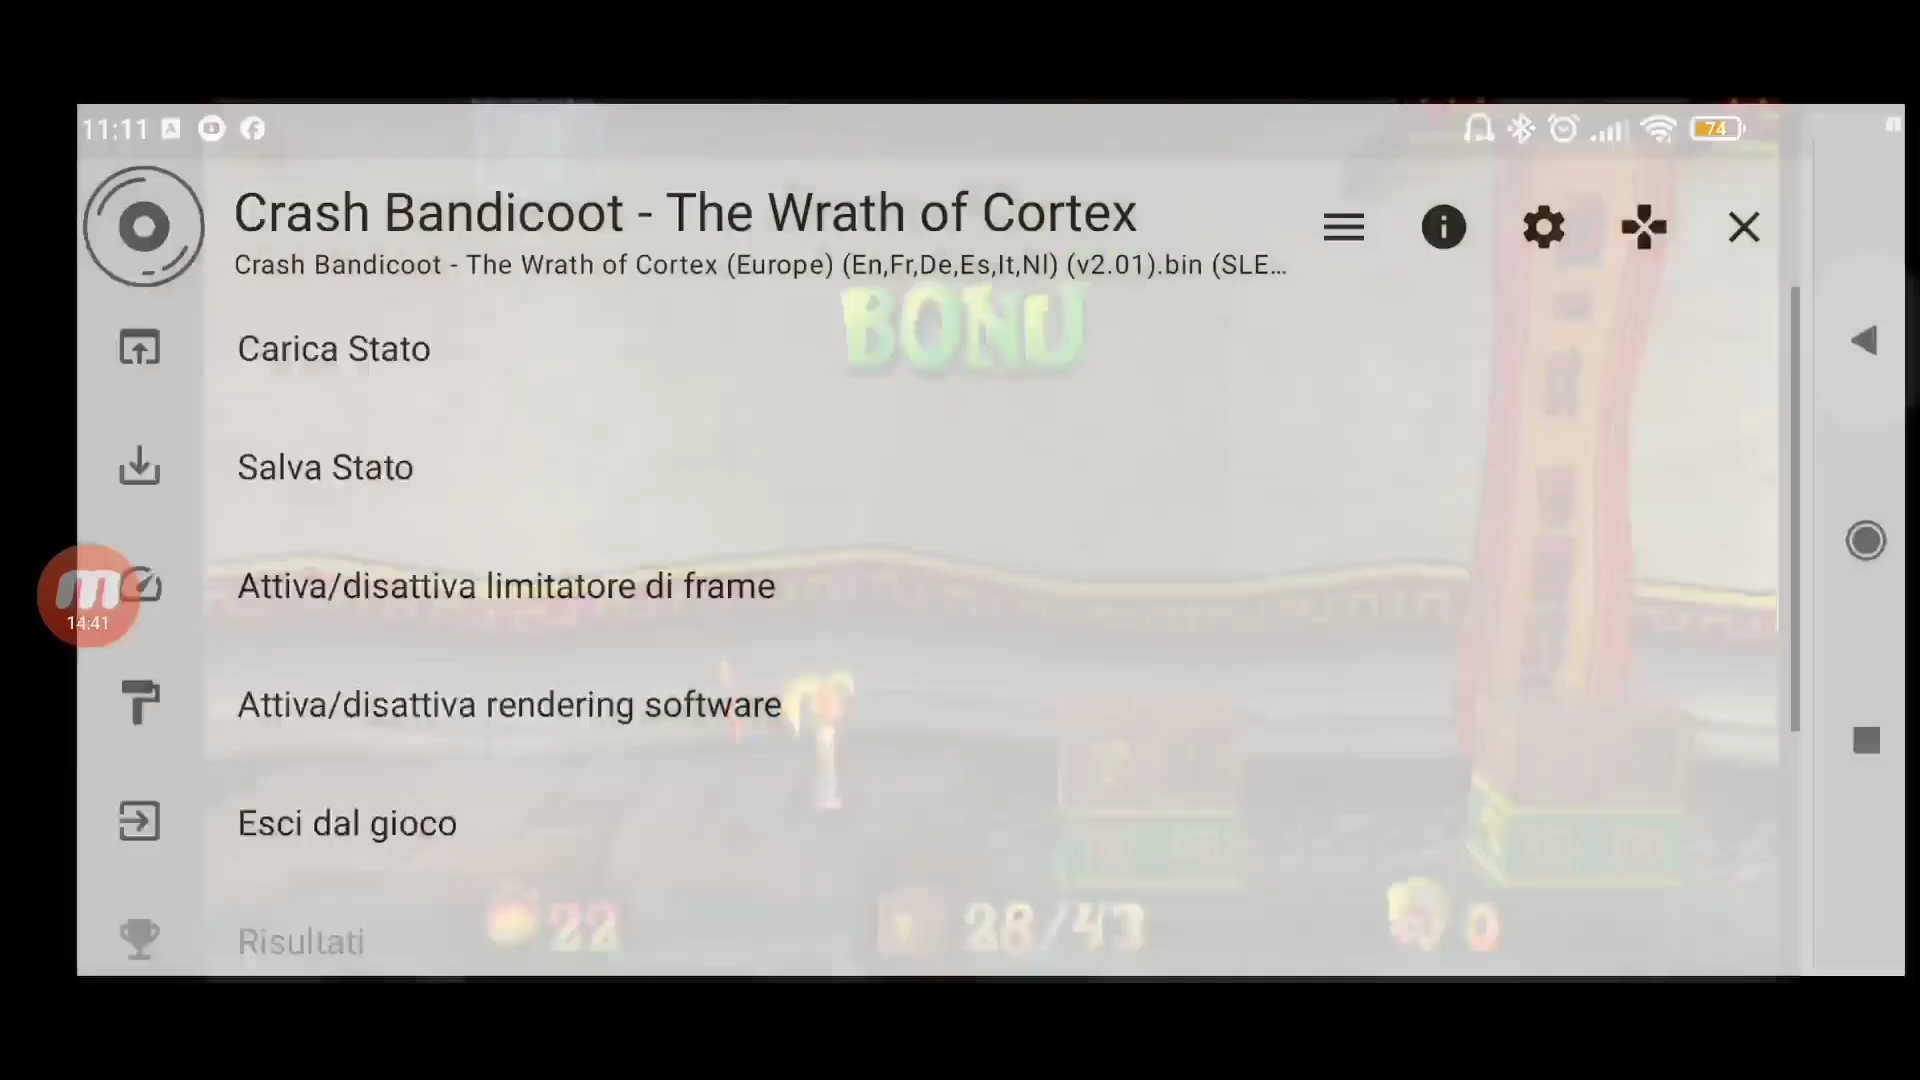 11:11
74
Crash Bandicoot - The Wrath of Cortex
Crash Bandicoot - The Wrath of Cortex (Europe) (En,Fr,De,Es,It,Nl) (v2.01).bin (SLE...
BONU
Carica Stato
Salva Stato
Attiva/disattiva limitatore di frame
14:41
Attiva/disattiva rendering software
Esci dal gioco
Risultati
22
28/43
0